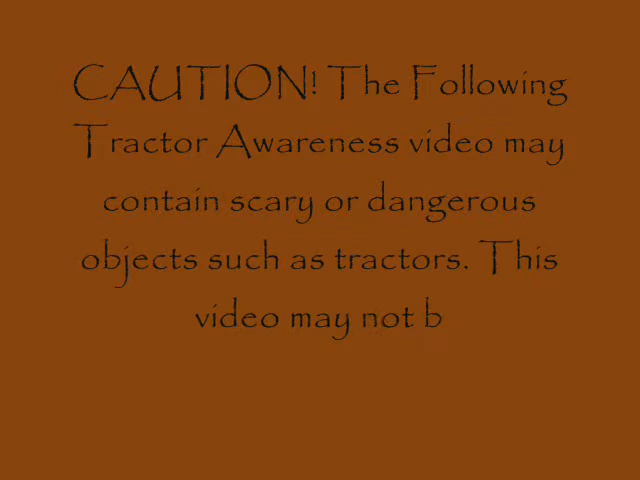 CAUTION! The Following
Tractor Awareness video may
contain scary or dangerous
objects such as tractors. This
video may not b